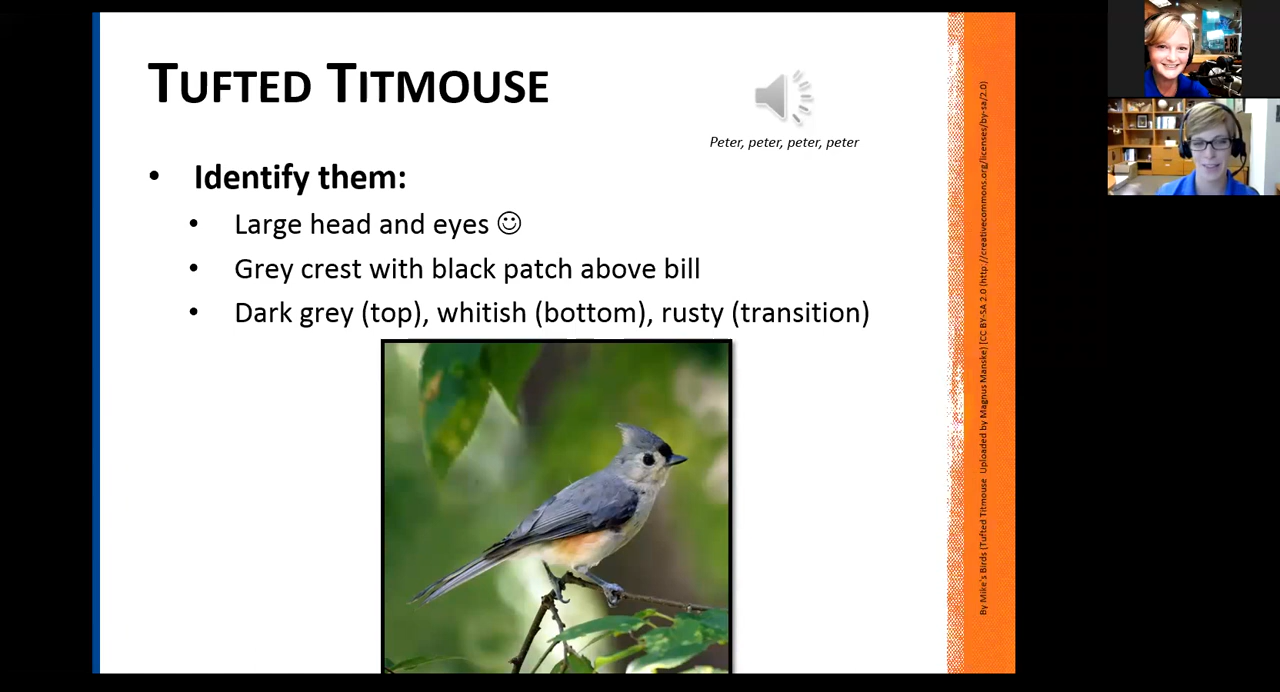 TUFTED TITMOUSE
Peter, peter, peter, peter
• Identify them:
• Large head and eyes ☺
• Grey crest with black patch above bill
• Dark grey (top), whitish (bottom), rusty (transition)
By Mike's Birds (Tufted Titmouse Uploaded by Magnus Manske) [CC BY-SA 2.0 (http://creativecommons.org/licenses/by-sa/2.0)